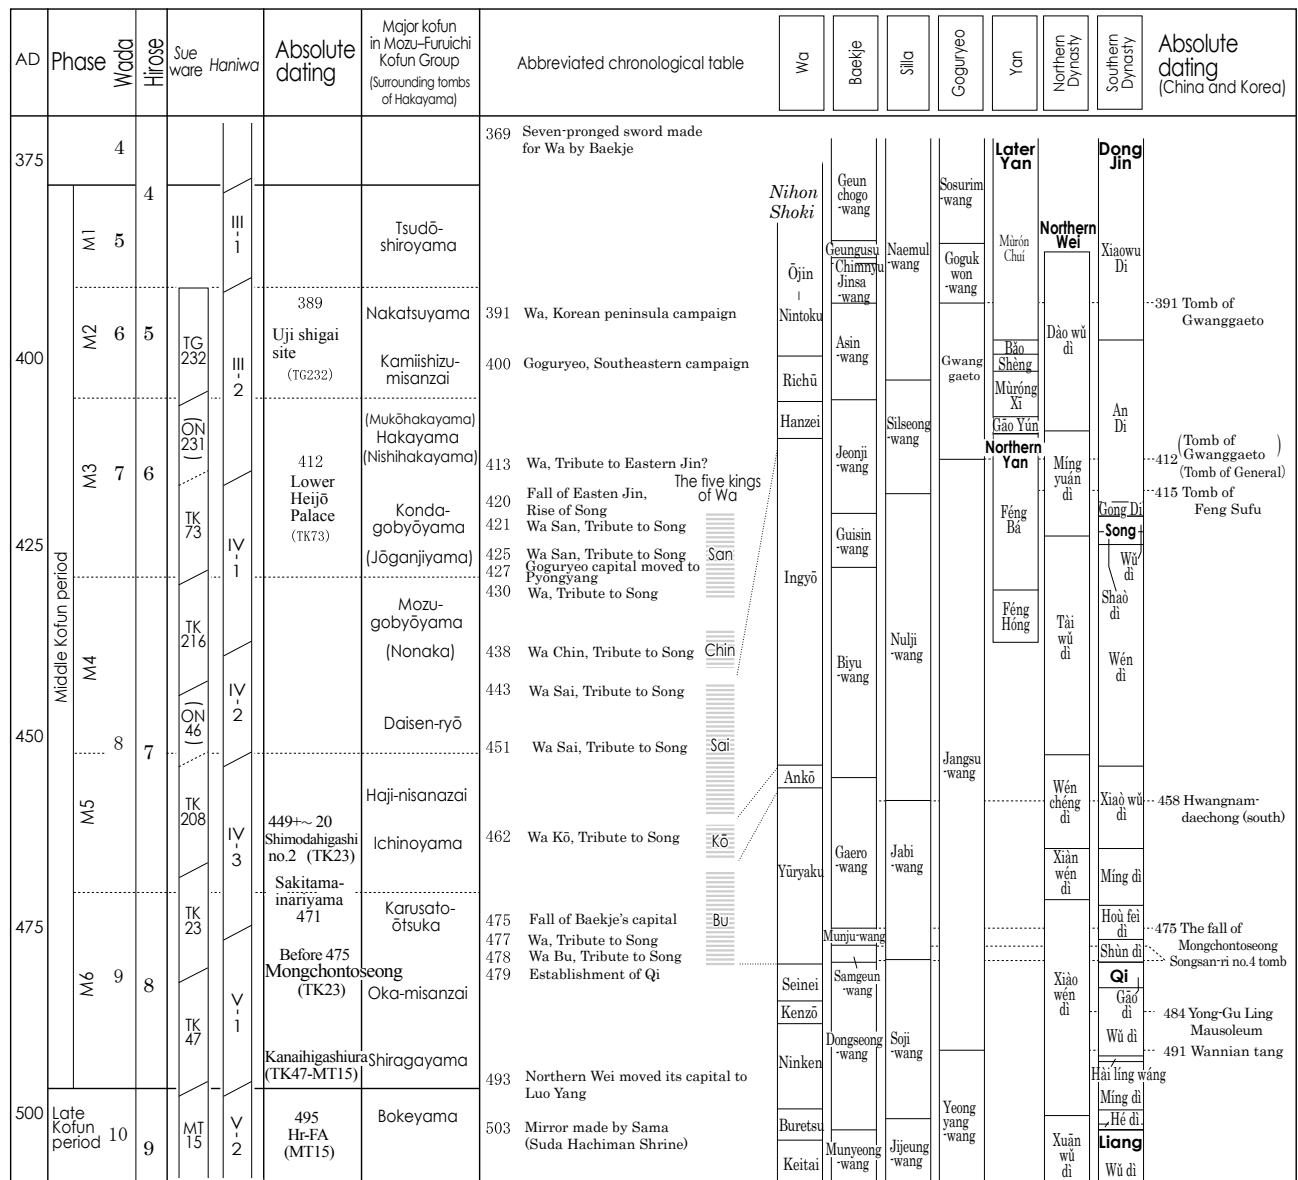 AD
Phase
Wada
Hirose
Sue
ware
Haniwa
Absolute
dating
Major kofun
in Mozu–Furuichi
Kofun Group
(Surrounding tombs
of Hakayama)
Abbreviated chronological table
Wa
Baekje
Silla
Goguryeo
Yan
Northern
Dynasty
Southern
Dynasty
Absolute
dating
(China and Korea)
375
400
425
450
475
500
Middle Kofun period
Late
Kofun
period
M1
M2
M3
M4
M5
M6
4
5
6
7
8
9
10
4
5
6
7
8
9
TG
232
(ON
231)
TK
73
TK
216
(ON
46)
TK
208
TK
23
TK
47
MT
15
III
-
1
III
-
2
IV
-
1
IV
-
2
IV
-
3
V
-
1
V
-
2
389
Uji shigai
site
(TG232)
412
Lower
Heijō
Palace
(TK73)
449+~ 20
Shimodahigashi
no.2 (TK23)
Sakitama-
inariyama
471
Before 475
Mongchontoseong
(TK23)
Kanaihigashiura
(TK47-MT15)
495
Hr-FA
(MT15)
Tsudō-
shiroyama
Nakatsuyama
Kamiishizu-
misanzai
(Mukōhakayama)
Hakayama
(Nishihakayama)
Konda-
gobyōyama
(Jōganjiyama)
Mozu-
gobyōyama
(Nonaka)
Daisen-ryō
Haji-nisanazai
Ichinoyama
Karusato-
ōtsuka
Oka-misanzai
Shiragayama
Bokeyama
369 Seven-pronged sword made
for Wa by Baekje
391 Wa, Korean peninsula campaign
400 Goguryeo, Southeastern campaign
413 Wa, Tribute to Eastern Jin?
420 Fall of Easten Jin,
Rise of Song
421 Wa San, Tribute to Song
425 Wa San, Tribute to Song
427 Goguryeo capital moved to
Pyongyang
430 Wa, Tribute to Song
438 Wa Chin, Tribute to Song
443 Wa Sai, Tribute to Song
451 Wa Sai, Tribute to Song
462 Wa Kō, Tribute to Song
475 Fall of Baekje's capital
477 Wa, Tribute to Song
478 Wa Bu, Tribute to Song
479 Establishment of Qi
493 Northern Wei moved its capital to
Luo Yang
503 Mirror made by Sama
(Suda Hachiman Shrine)
The five kings
of Wa
San
Chin
Sai
Kō
Bu
Nihon
Shoki
Ōjin
-
Nintoku
Richū
Hanzei
Ingyō
Ankō
Yūryaku
Seinei
Kenzō
Ninken
Buretsu
Keitai
Geun
chogo
-wang
Geungusu
Chimnyu
Jinsa
-wang
Asin
-wang
Jeonji
-wang
Guisin
-wang
Biyu
-wang
Gaero
-wang
Munju-wang
Samgeun
-wang
Dongseong
-wang
Munyeong
-wang
Naemul
-wang
Silseong
-wang
Nulji
-wang
Jabi
-wang
Soji
-wang
Jijeung
-wang
Sosurim
-wang
Goguk
won
-wang
Gwang
gaeto
Jangsu
-wang
Yeong
yang
-wang
Later
Yan
Mùrón
Chuí
Bǎo
Shèng
Mùróng
Xī
Gāo Yún
Northern
Yan
Féng
Bá
Féng
Hóng
Northern
Wei
Dào wǔ
dì
Míng
yuán
dì
Tài
wǔ
dì
Wén
chéng
dì
Xiàn
wén
dì
Xiào
wén
dì
Xuān
wǔ
dì
Dong
Jin
Xiaowu
Di
An
Di
Gong Di
Song
Wǔ
dì
Shaò
dì
Wén
dì
Xiaò wǔ
dì
Míng dì
Hoù feì
dì
Shùn dì
Qi
Gāo
dì
Wǔ dì
Hài líng wáng
Míng dì
Hé dì
Liang
Wǔ dì
391 Tomb of
Gwanggaeto
(Tomb of
412 Gwanggaeto)
(Tomb of General)
415 Tomb of
Feng Sufu
458 Hwangnam-
daechong (south)
475 The fall of
Mongchontoseong
Songsan-ri no.4 tomb
484 Yong-Gu Ling
Mausoleum
491 Wannian tang